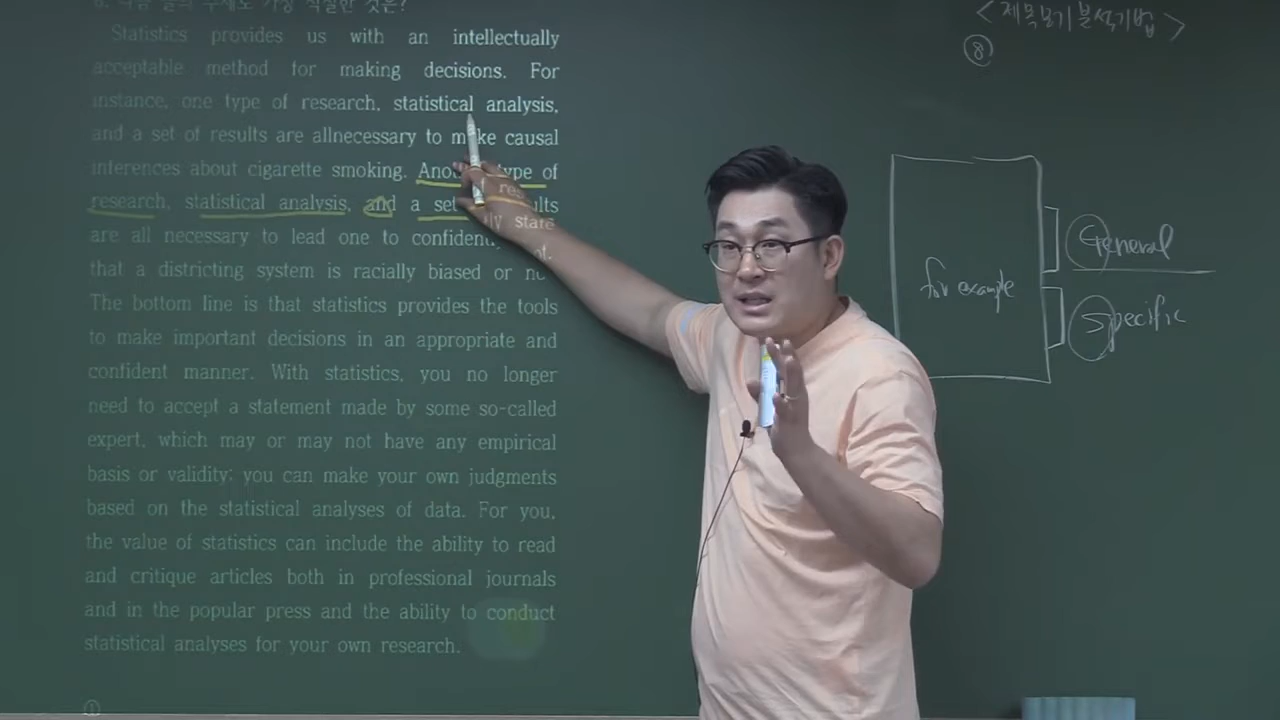 6. 다음 글의 주제로 가장 적절한 것은?
Statistics provides us with an intellectually
acceptable method for making decisions. For
instance, one type of research, statistical analysis,
and a set of results are allnecessary to make causal
inferences about cigarette smoking. Another type of
research, statistical analysis, and a set of results
are all necessary to lead one to confidently state
that a districting system is racially biased or not.
The bottom line is that statistics provides the tools
to make important decisions in an appropriate and
confident manner. With statistics, you no longer
need to accept a statement made by some so-called
expert, which may or may not have any empirical
basis or validity; you can make your own judgments
based on the statistical analyses of data. For you,
the value of statistics can include the ability to read
and critique articles both in professional journals
and in the popular press and the ability to conduct
statistical analyses for your own research.
①
<제목보기분석기법>
⑧
for example
General
Specific